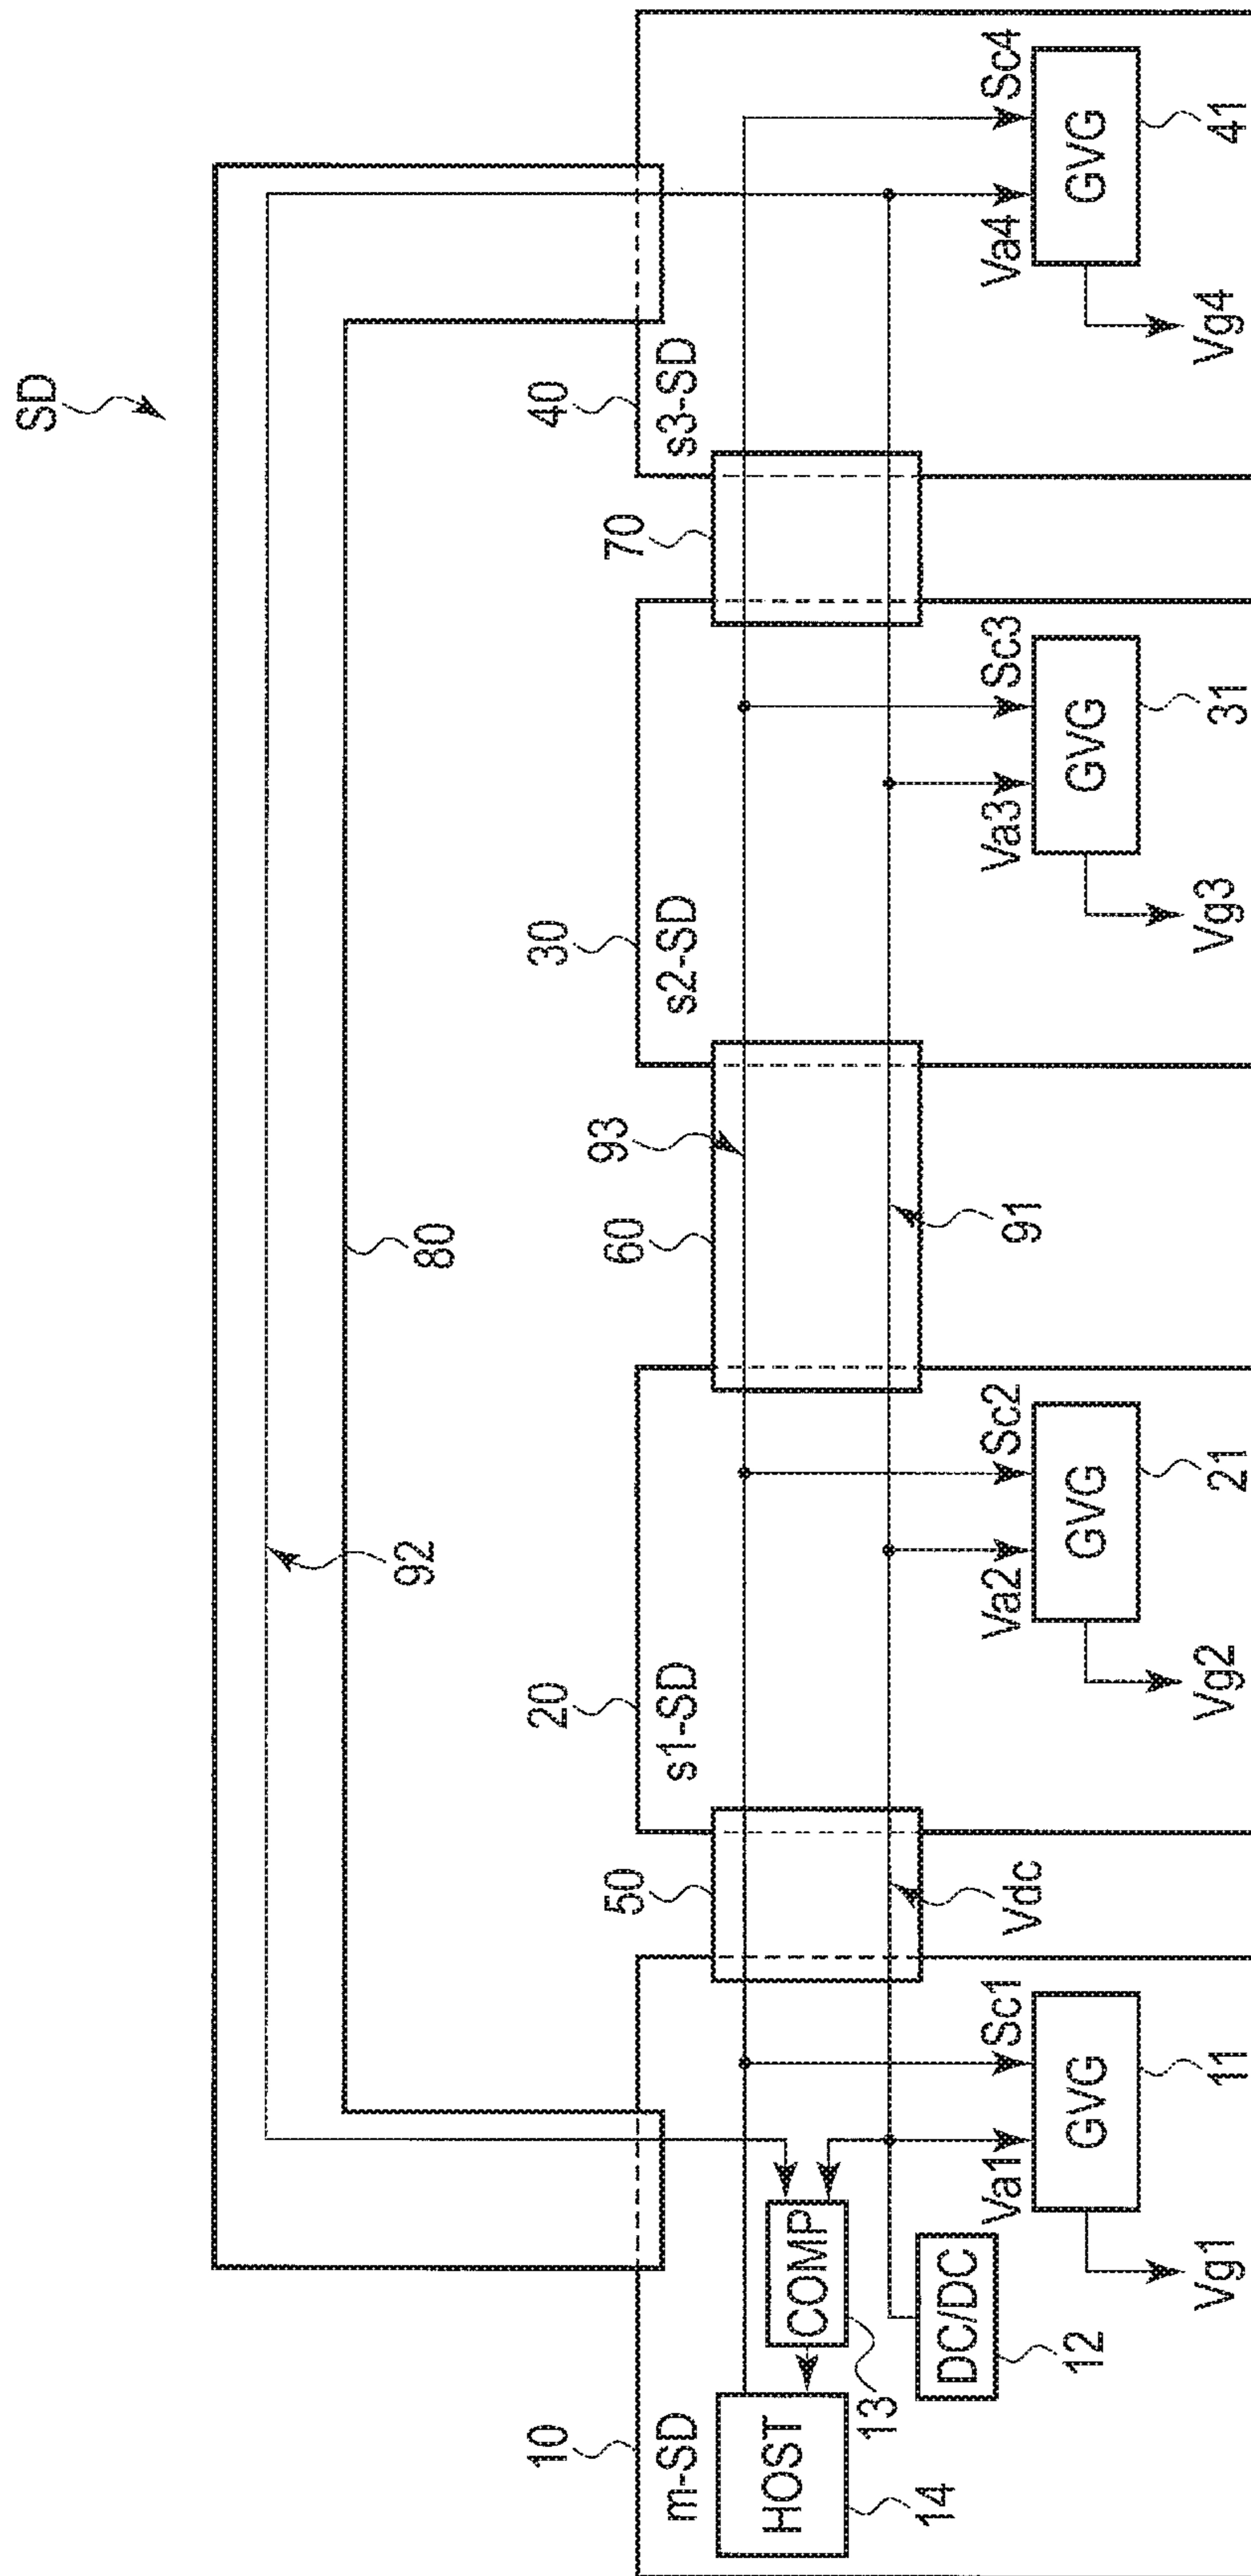 SD
92
80
10
20
30
40
m-SD
s1-SD
s2-SD
s3-SD
50
60
93
70
HOST
14
COMP
13
DC/DC
12
Vdc
91
Va1
Sc1
GVG
11
Vg1
Va2
Sc2
GVG
21
Vg2
Va3
Sc3
GVG
31
Vg3
Va4
Sc4
GVG
41
Vg4